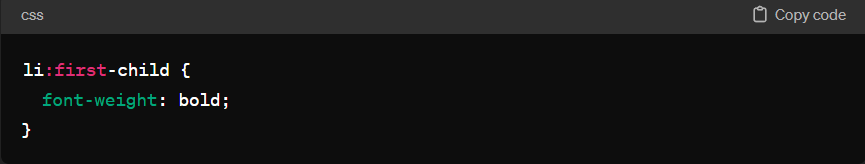 css
Copy code
li:first-child {
  font-weight: bold;
}